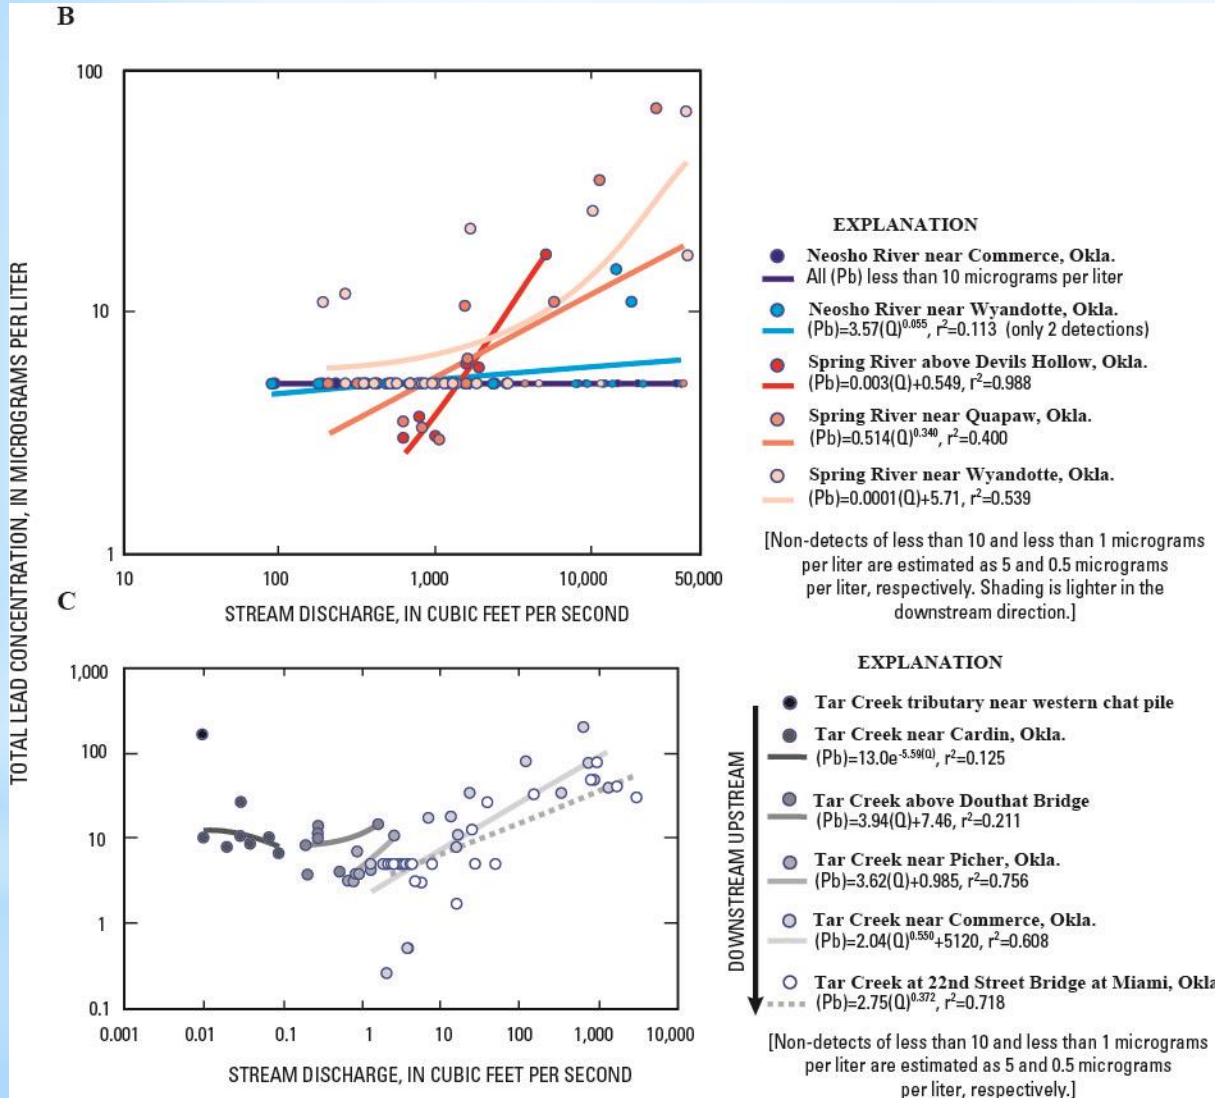 B
TOTAL LEAD CONCENTRATION, IN MICROGRAMS PER LITER
100
10
1
10
100
1,000
10,000
50,000
STREAM DISCHARGE, IN CUBIC FEET PER SECOND
EXPLANATION
Neosho River near Commerce, Okla.
All (Pb) less than 10 micrograms per liter
Neosho River near Wyandotte, Okla.
(Pb)=3.57(Q)^0.055, r²=0.113 (only 2 detections)
Spring River above Devils Hollow, Okla.
(Pb)=0.003(Q)+0.549, r²=0.988
Spring River near Quapaw, Okla.
(Pb)=0.514(Q)^0.340, r²=0.400
Spring River near Wyandotte, Okla.
(Pb)=0.0001(Q)+5.71, r²=0.539
[Non-detects of less than 10 and less than 1 micrograms
per liter are estimated as 5 and 0.5 micrograms
per liter, respectively. Shading is lighter in the
downstream direction.]
C
1,000
100
10
1
0.1
0.001
0.01
0.1
1
10
100
1,000
10,000
STREAM DISCHARGE, IN CUBIC FEET PER SECOND
EXPLANATION
DOWNSTREAM UPSTREAM
Tar Creek tributary near western chat pile
Tar Creek near Cardin, Okla.
(Pb)=13.0e^-5.59(Q), r²=0.125
Tar Creek above Douthat Bridge
(Pb)=3.94(Q)+7.46, r²=0.211
Tar Creek near Picher, Okla.
(Pb)=3.62(Q)+0.985, r²=0.756
Tar Creek near Commerce, Okla.
(Pb)=2.04(Q)^0.550+5120, r²=0.608
Tar Creek at 22nd Street Bridge at Miami, Okla
(Pb)=2.75(Q)^0.372, r²=0.718
[Non-detects of less than 10 and less than 1 micrograms
per liter are estimated as 5 and 0.5 micrograms
per liter, respectively.]